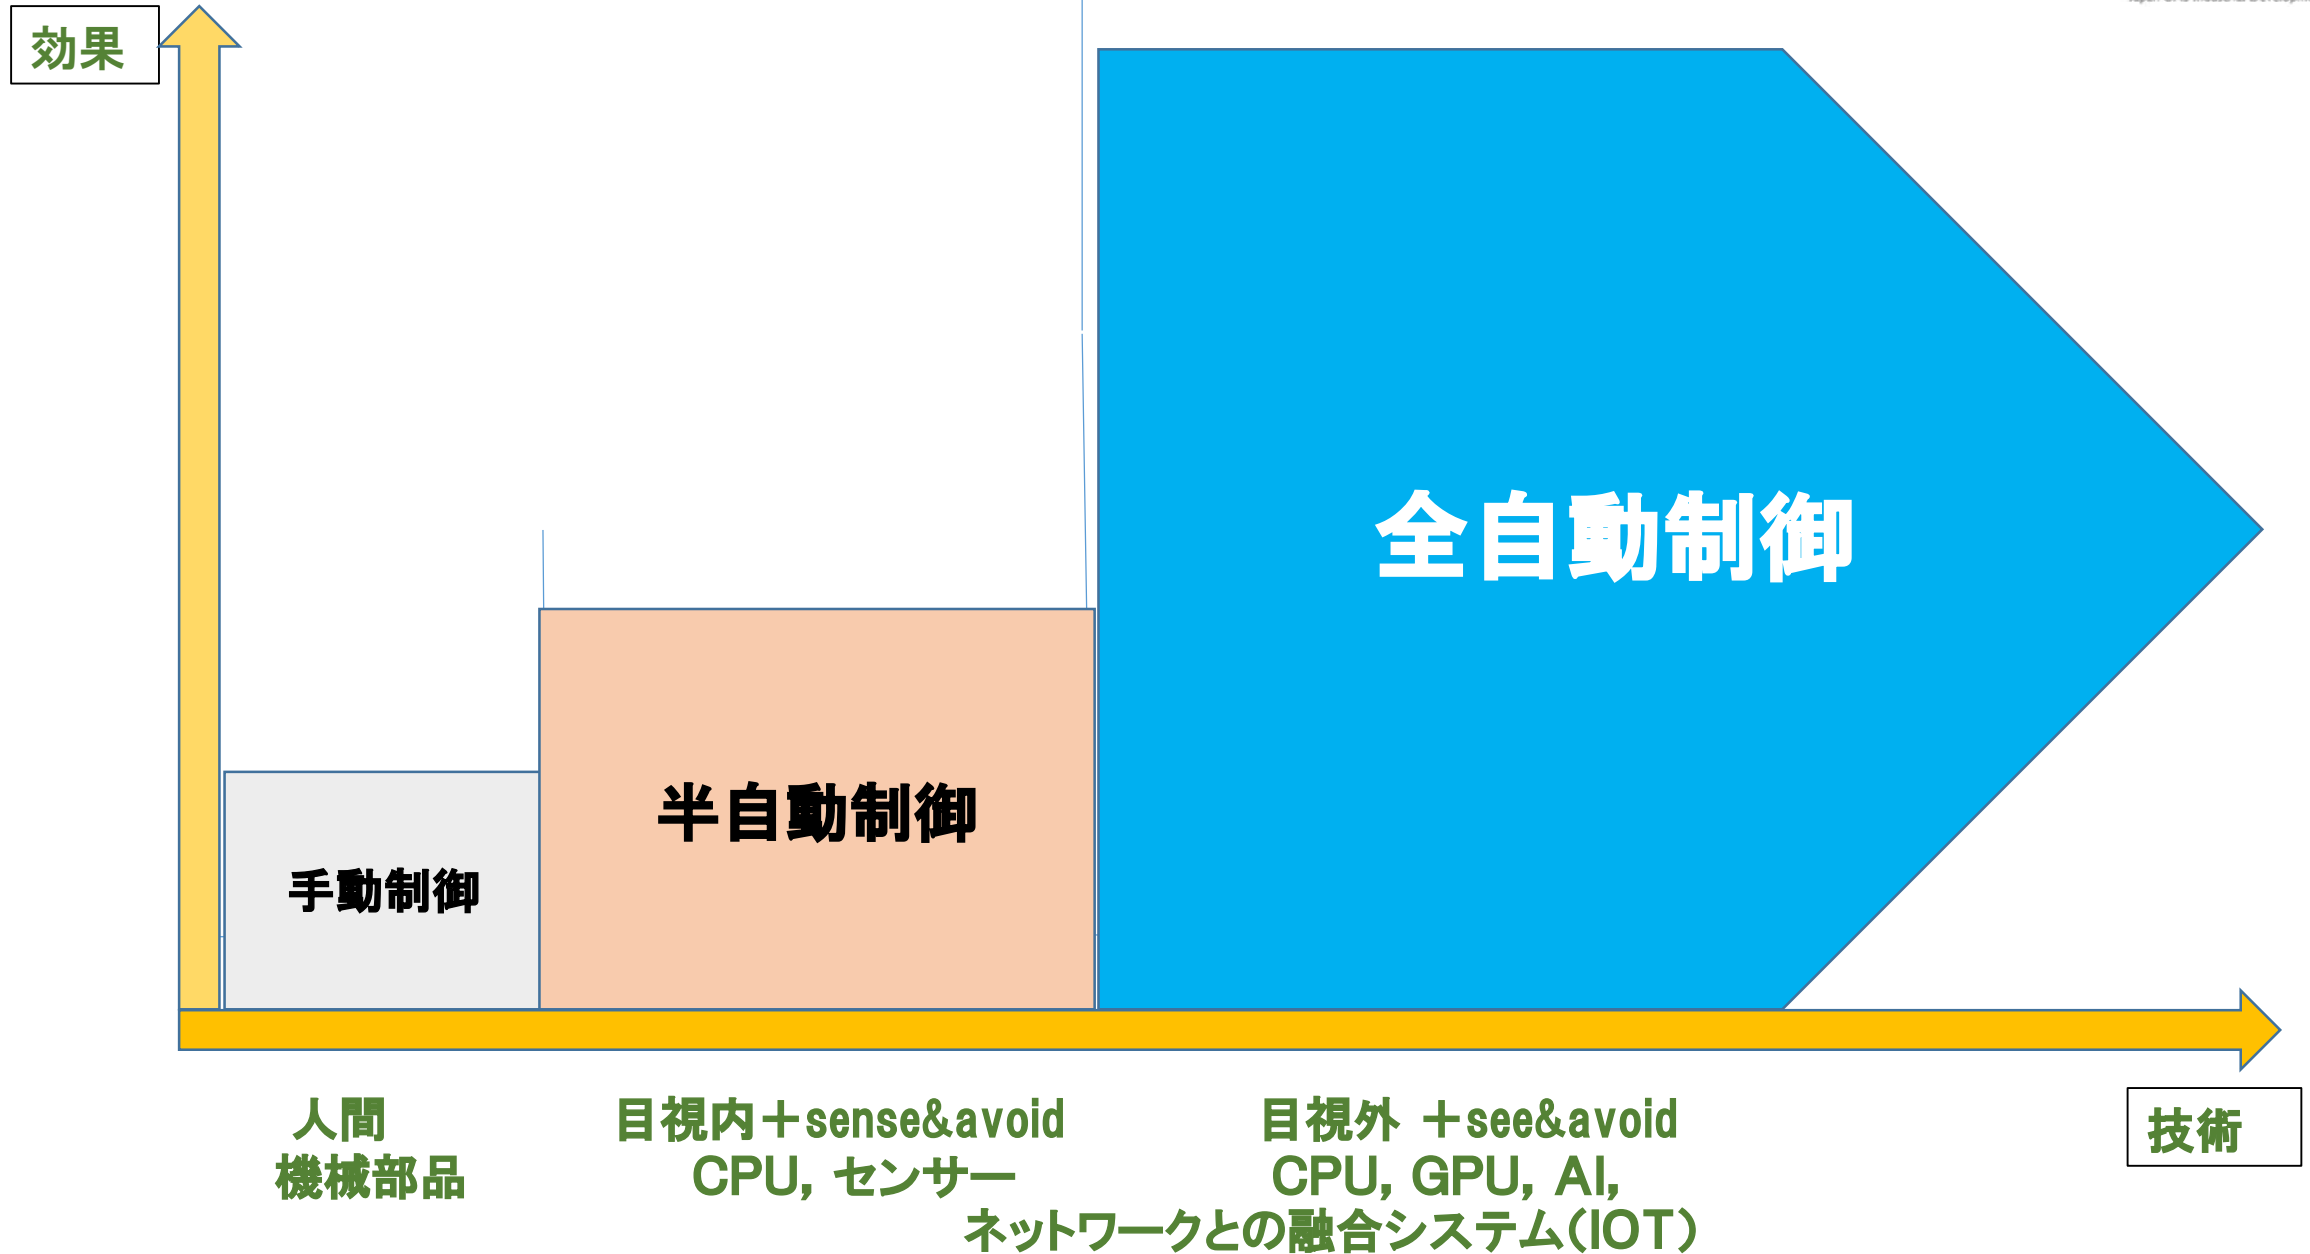 効果
全自動制御
半自動制御
手動制御
人間
機械部品
目視内＋sense&avoid
CPU, センサー
目視外 ＋see&avoid
CPU, GPU, AI,
ネットワークとの融合システム(IOT)
技術